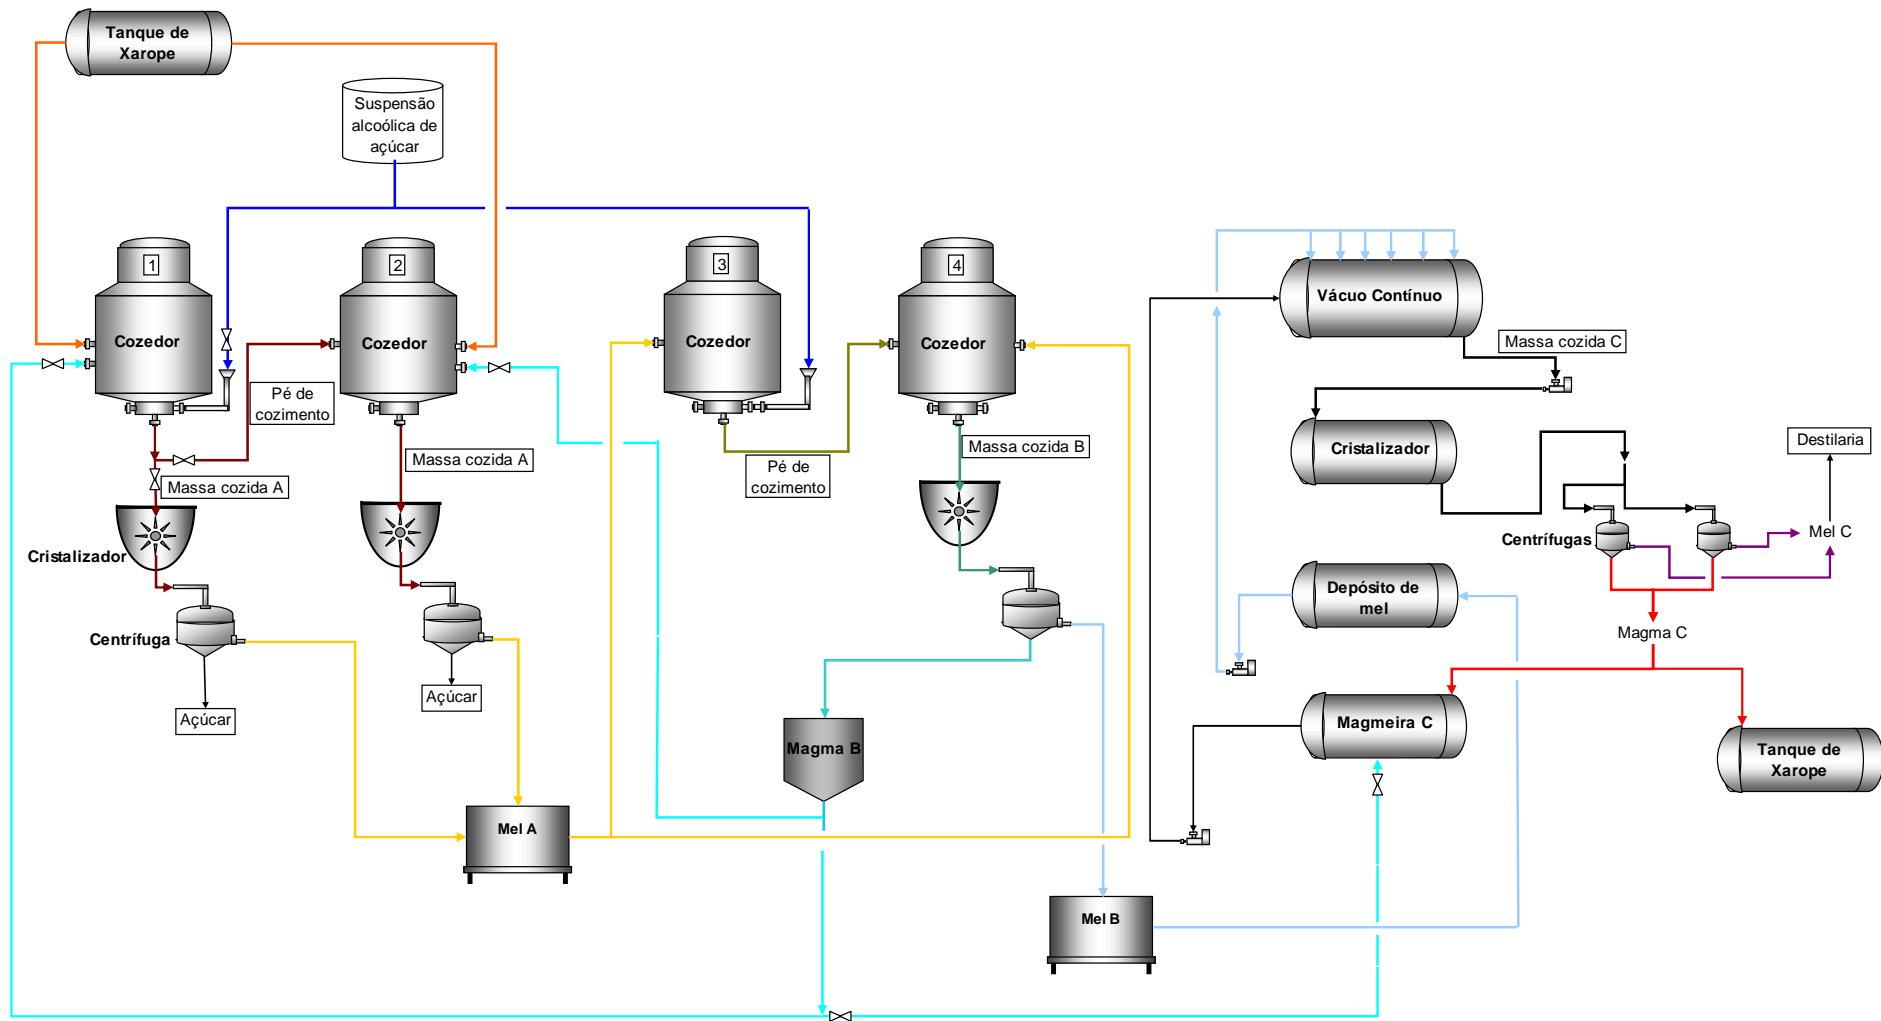 Tanque de
Xarope
Suspensão
alcoólica de
açúcar
1
2
3
4
Cozedor
Cozedor
Cozedor
Cozedor
Vácuo Contínuo
Massa cozida C
Pé de
cozimento
Massa cozida A
Massa cozida A
Massa cozida B
Pé de
cozimento
Cristalizador
Destilaria
Cristalizador
Centrífugas
Mel C
Depósito de
mel
Magma C
Centrífuga
Açúcar
Açúcar
Magma B
Magmeira C
Tanque de
Xarope
Mel A
Mel B